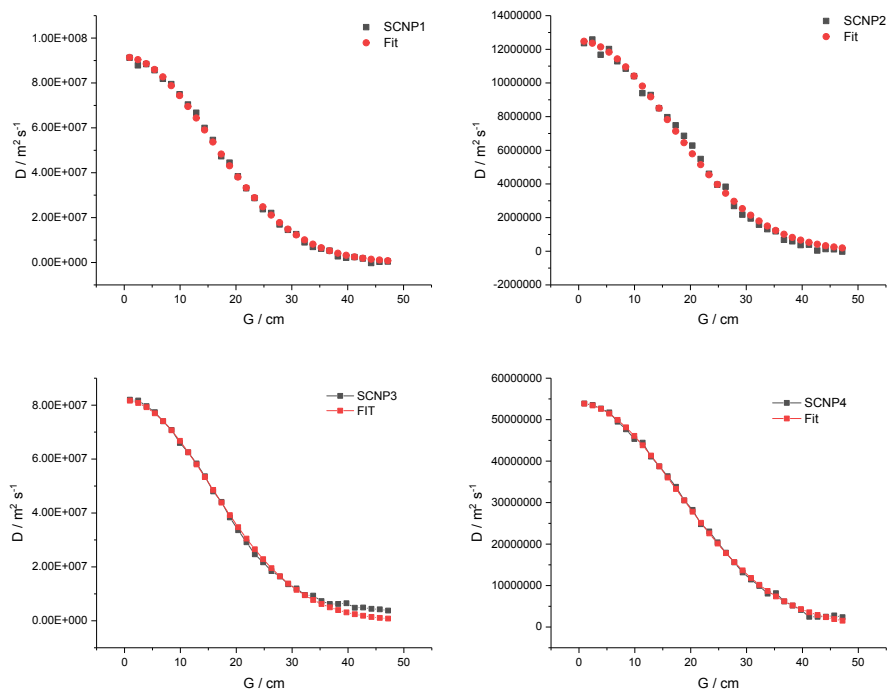 SCNP1
Fit
1.00E+008
8.00E+007
6.00E+007
4.00E+007
2.00E+007
0.00E+000
D / m² s⁻¹
0 10 20 30 40 50
G / cm
SCNP2
Fit
14000000
12000000
10000000
8000000
6000000
4000000
2000000
0
-2000000
D / m² s⁻¹
0 10 20 30 40 50
G / cm
SCNP3
FIT
8.00E+007
6.00E+007
4.00E+007
2.00E+007
0.00E+000
D / m² s⁻¹
0 10 20 30 40 50
G / cm
SCNP4
Fit
60000000
50000000
40000000
30000000
20000000
10000000
0
D / m² s⁻¹
0 10 20 30 40 50
G / cm